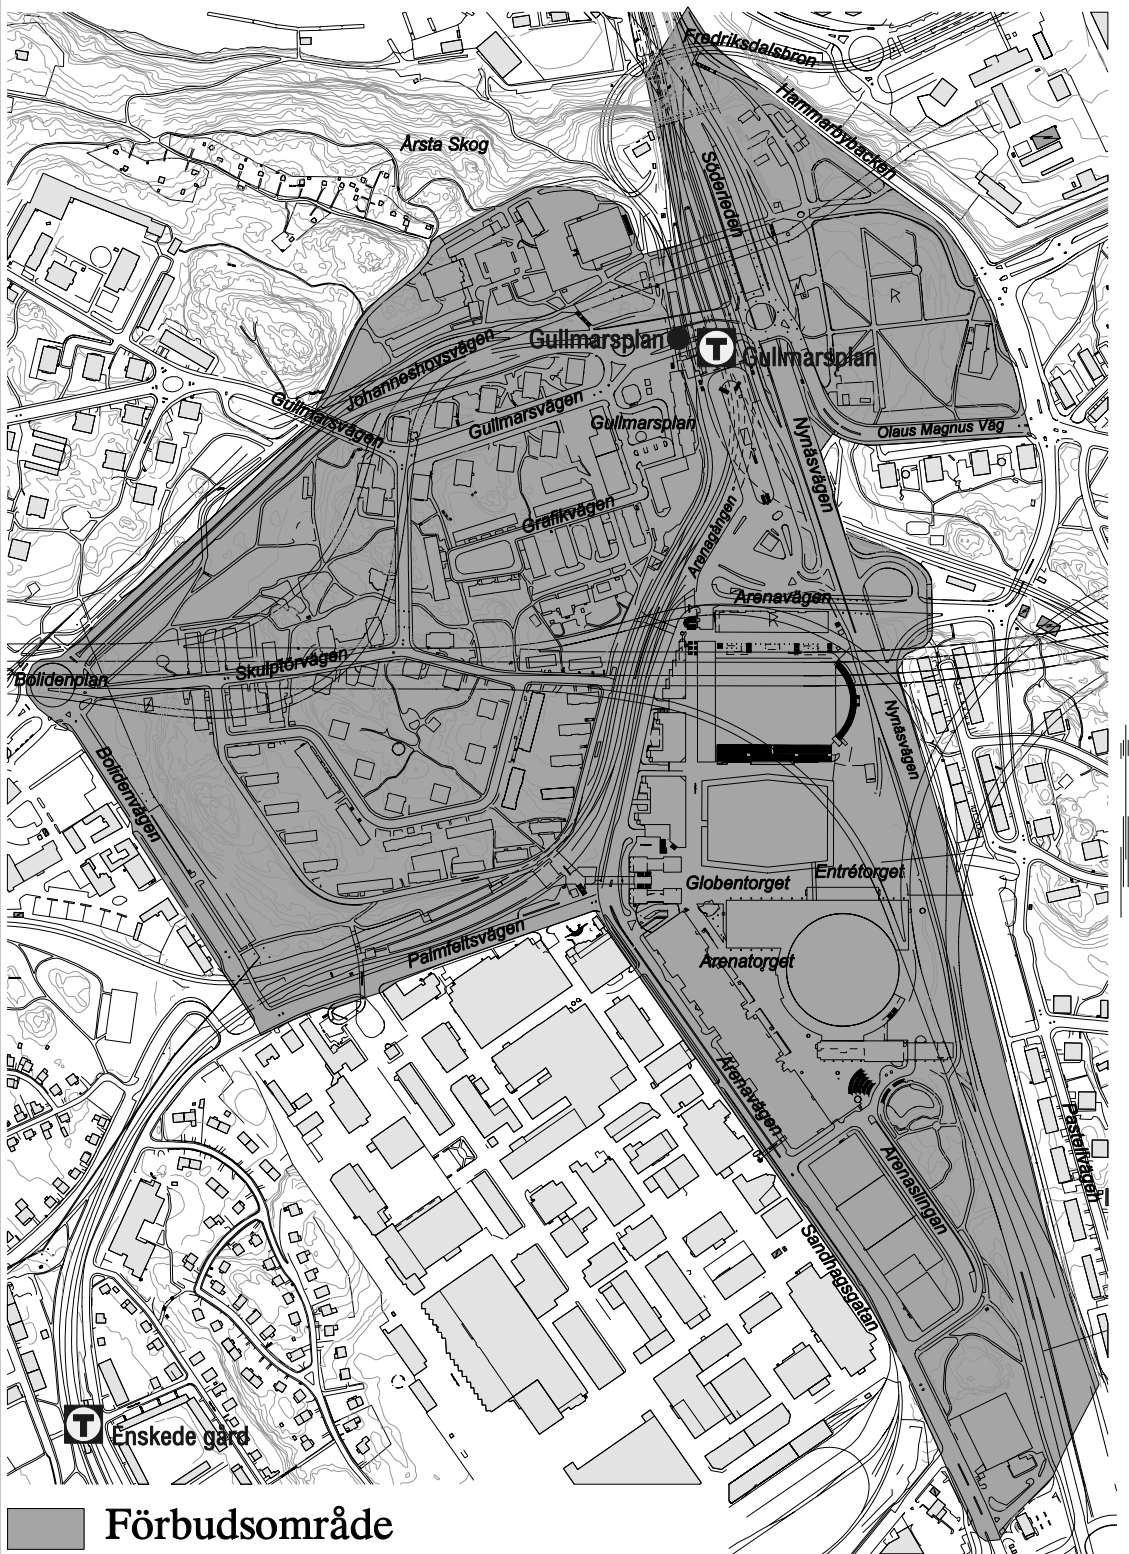 Fredriksdalsbron
Hammarbybacken
Årsta Skog
Söderleden
R
Gullmarsplan
T
Gullmarsplan
Johanneshovsvägen
Gullmarsvägen
Gullmarsvägen
Gullmarsplan
Olaus Magnus Väg
Nynäsvägen
Grafikvägen
Arenagången
Arenavägen
R
Skulptörvägen
Bolidenplan
Nynäsvägen
Bolidenvägen
Entrétorget
Globentorget
Palmfeltsvägen
Arenatorget
Arenavägen
Pastellvägen
Arenaslingan
Sandhagsgatan
T
Enskede gård
Förbudsområde